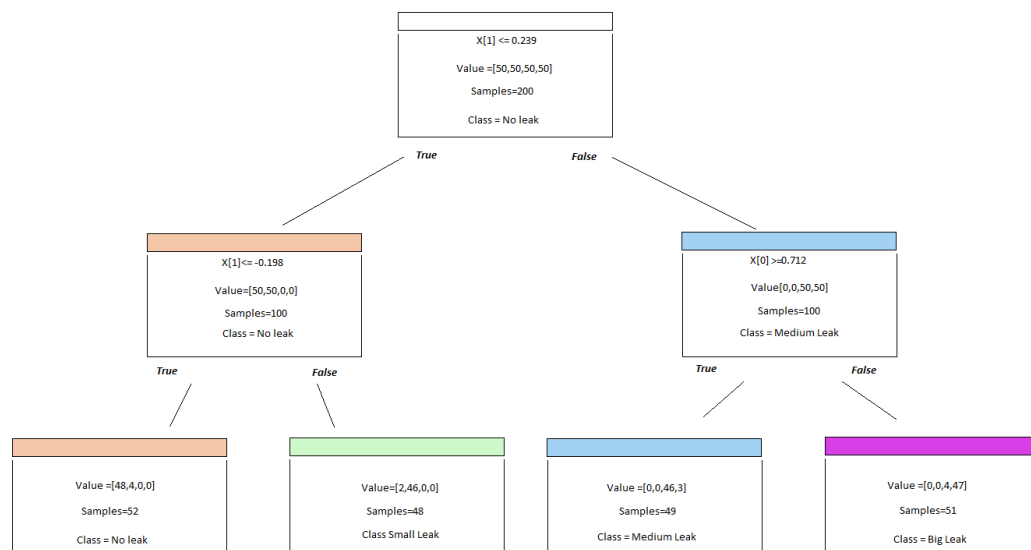 X[1] <= 0.239
Value =[50,50,50,50]
Samples=200
Class = No leak
True
False
X[1]<= -0.198
Value=[50,50,0,0]
Samples=100
Class = No leak
X[0] >=0.712
Value[0,0,50,50]
Samples=100
Class = Medium Leak
True
False
True
False
Value =[48,4,0,0]
Samples=52
Class = No leak
Value=[2,46,0,0]
Samples=48
Class Small Leak
Value =[0,0,46,3]
Samples=49
Class = Medium Leak
Value =[0,0,4,47]
Samples=51
Class = Big Leak